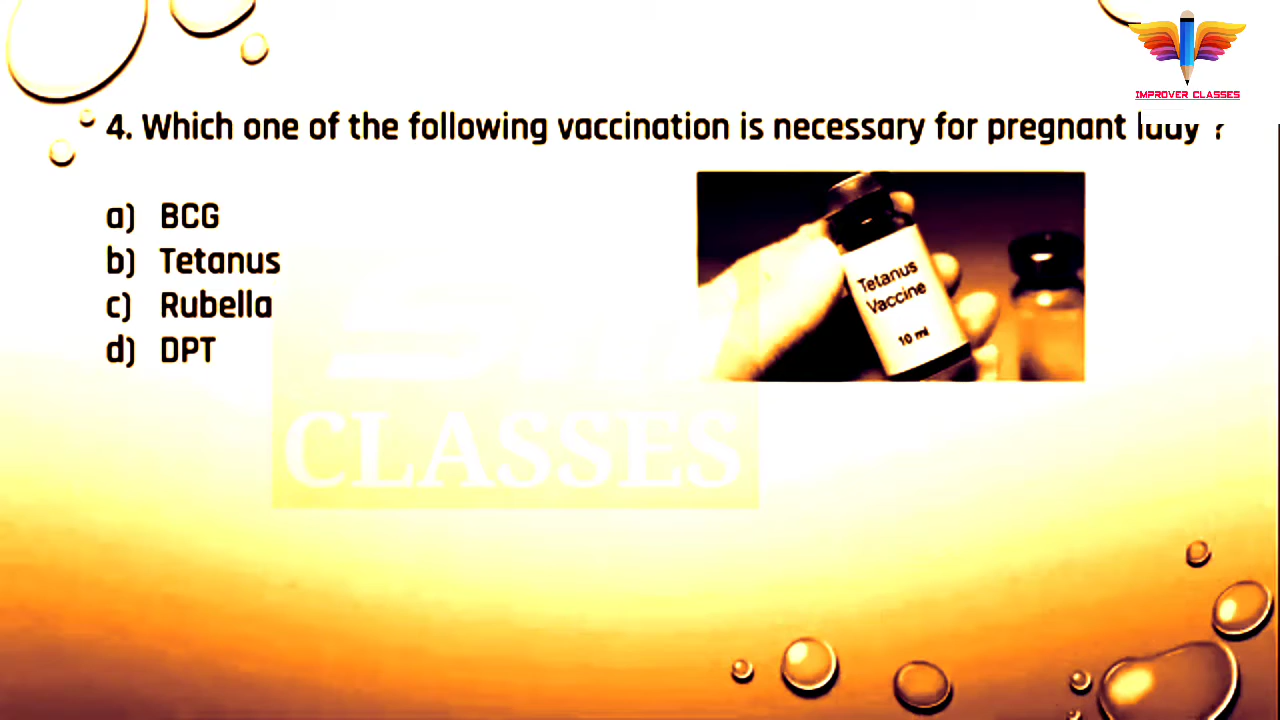 IMPROVER CLASSES
4. Which one of the following vaccination is necessary for pregnant lady ?
a) BCG
b) Tetanus
c) Rubella
d) DPT
Tetanus
Vaccine
10 ml
CLASSES